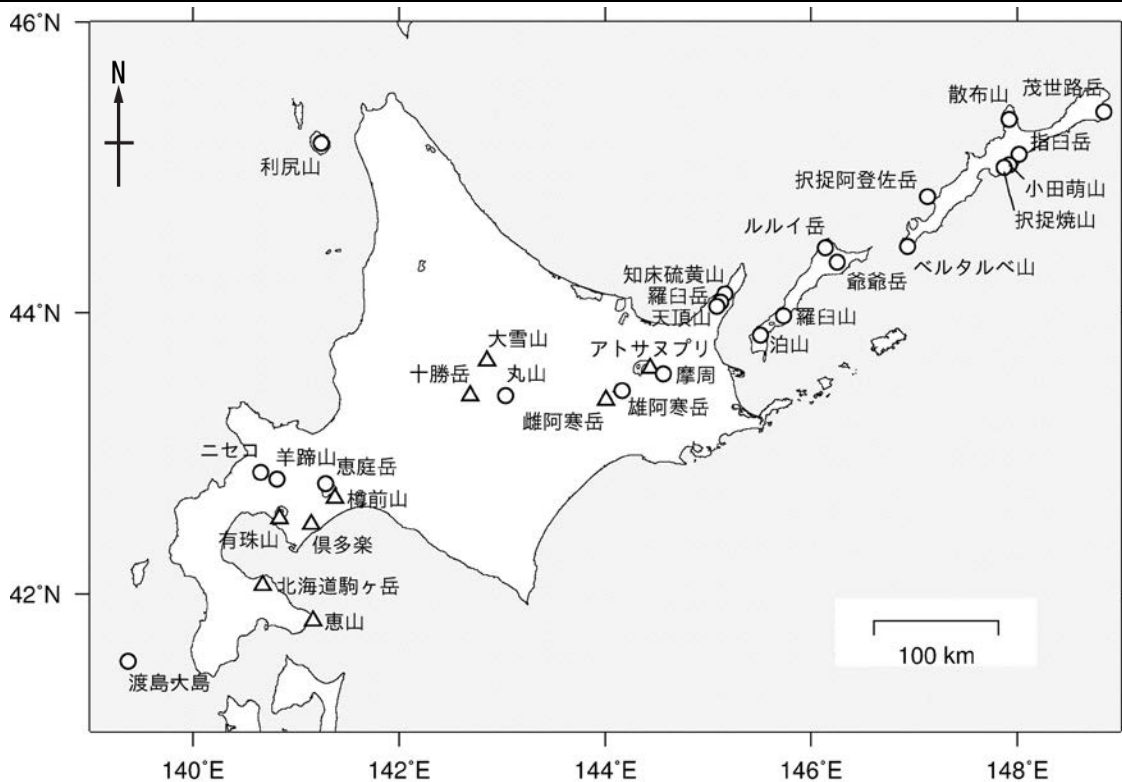 46°N
N
散布山
茂世路岳
利尻山
指臼岳
小田萌山
択捉焼山
択捉阿登佐岳
ルルイ岳
ベルタルベ山
爺爺岳
知床硫黄山
羅臼岳
天頂山
44°N
羅臼山
泊山
大雪山
アトサヌプリ
十勝岳
丸山
摩周
雌阿寒岳
雄阿寒岳
ニセコ
羊蹄山
恵庭岳
樽前山
有珠山
倶多楽
42°N
北海道駒ヶ岳
恵山
100 km
渡島大島
140°E
142°E
144°E
146°E
148°E